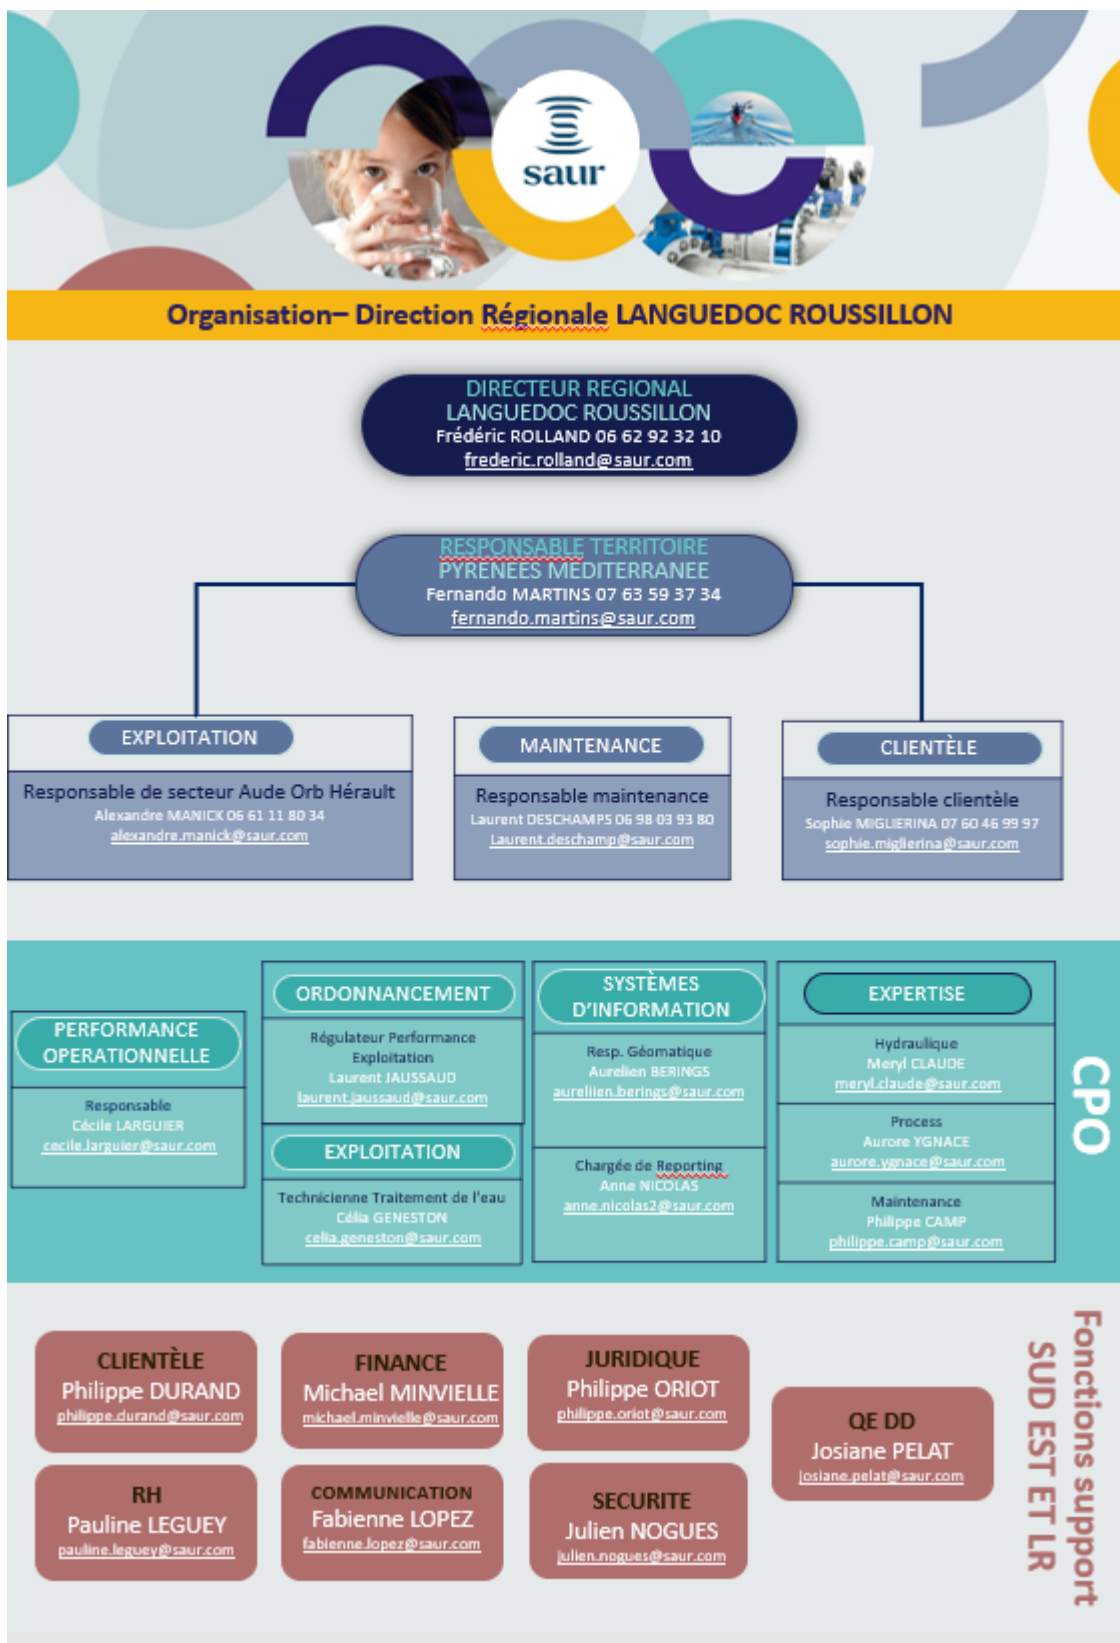 saur
Organisation– Direction Régionale LANGUEDOC ROUSSILLON
DIRECTEUR REGIONAL
LANGUEDOC ROUSSILLON
Frédéric ROLLAND 06 62 92 32 10
frederic.rolland@saur.com
RESPONSABLE TERRITOIRE
PYRENEES MEDITERRANEE
Fernando MARTINS 07 63 59 37 34
fernando.martins@saur.com
EXPLOITATION
Responsable de secteur Aude Orb Hérault
Alexandre MANICK 06 61 11 80 34
alexandre.manick@saur.com
MAINTENANCE
Responsable maintenance
Laurent DESCHAMPS 06 98 03 93 80
Laurent.deschamp@saur.com
CLIENTÈLE
Responsable clientèle
Sophie MIGLIERINA 07 60 46 99 97
sophie.miglierina@saur.com
CPO
PERFORMANCE
OPERATIONNELLE
Responsable
Cécile LARGUIER
cecile.larguier@saur.com
ORDONNANCEMENT
Régulateur Performance
Exploitation
Laurent JAUSSAUD
laurent.jaussaud@saur.com
EXPLOITATION
Technicienne Traitement de l'eau
Célia GENESTON
celia.geneston@saur.com
SYSTÈMES
D'INFORMATION
Resp. Géomatique
Aurelien BERINGS
aureliien.berings@saur.com
Chargée de Reporting
Anne NICOLAS
anne.nicolas2@saur.com
EXPERTISE
Hydraulique
Meryl CLAUDE
meryl.claude@saur.com
Process
Aurore YGNACE
aurore.ygnace@saur.com
Maintenance
Philippe CAMP
philippe.camp@saur.com
Fonctions support
SUD EST ET LR
CLIENTÈLE
Philippe DURAND
philippe.durand@saur.com
FINANCE
Michael MINVIELLE
michael.minvielle@saur.com
JURIDIQUE
Philippe ORIOT
philippe.oriot@saur.com
QE DD
Josiane PELAT
josiane.pelat@saur.com
RH
Pauline LEGUEY
pauline.leguey@saur.com
COMMUNICATION
Fabienne LOPEZ
fabienne.lopez@saur.com
SECURITE
Julien NOGUES
julien.nogues@saur.com